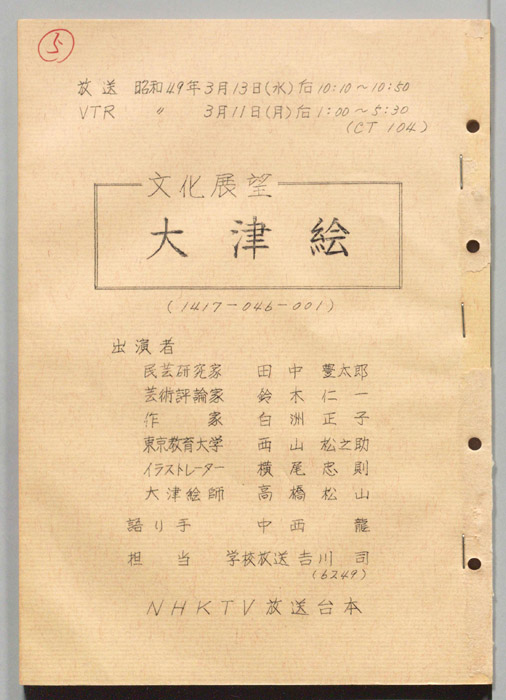 5
放送 昭和49年3月13日(水)后10:10～10:50
VTR 〃 3月11日(月)后1:00～5:30
(CT 104)
文化展望
大津絵
(1417-046-001)
出演者
民芸研究家 田中豊太郎
芸術評論家 鈴木仁一
作家 白洲正子
東京教育大学 西山松之助
イラストレーター 横尾忠則
大津絵師 高橋松山
語り手 中西龍
担当 学校放送 吉川司
(6249)
NHKTV放送台本